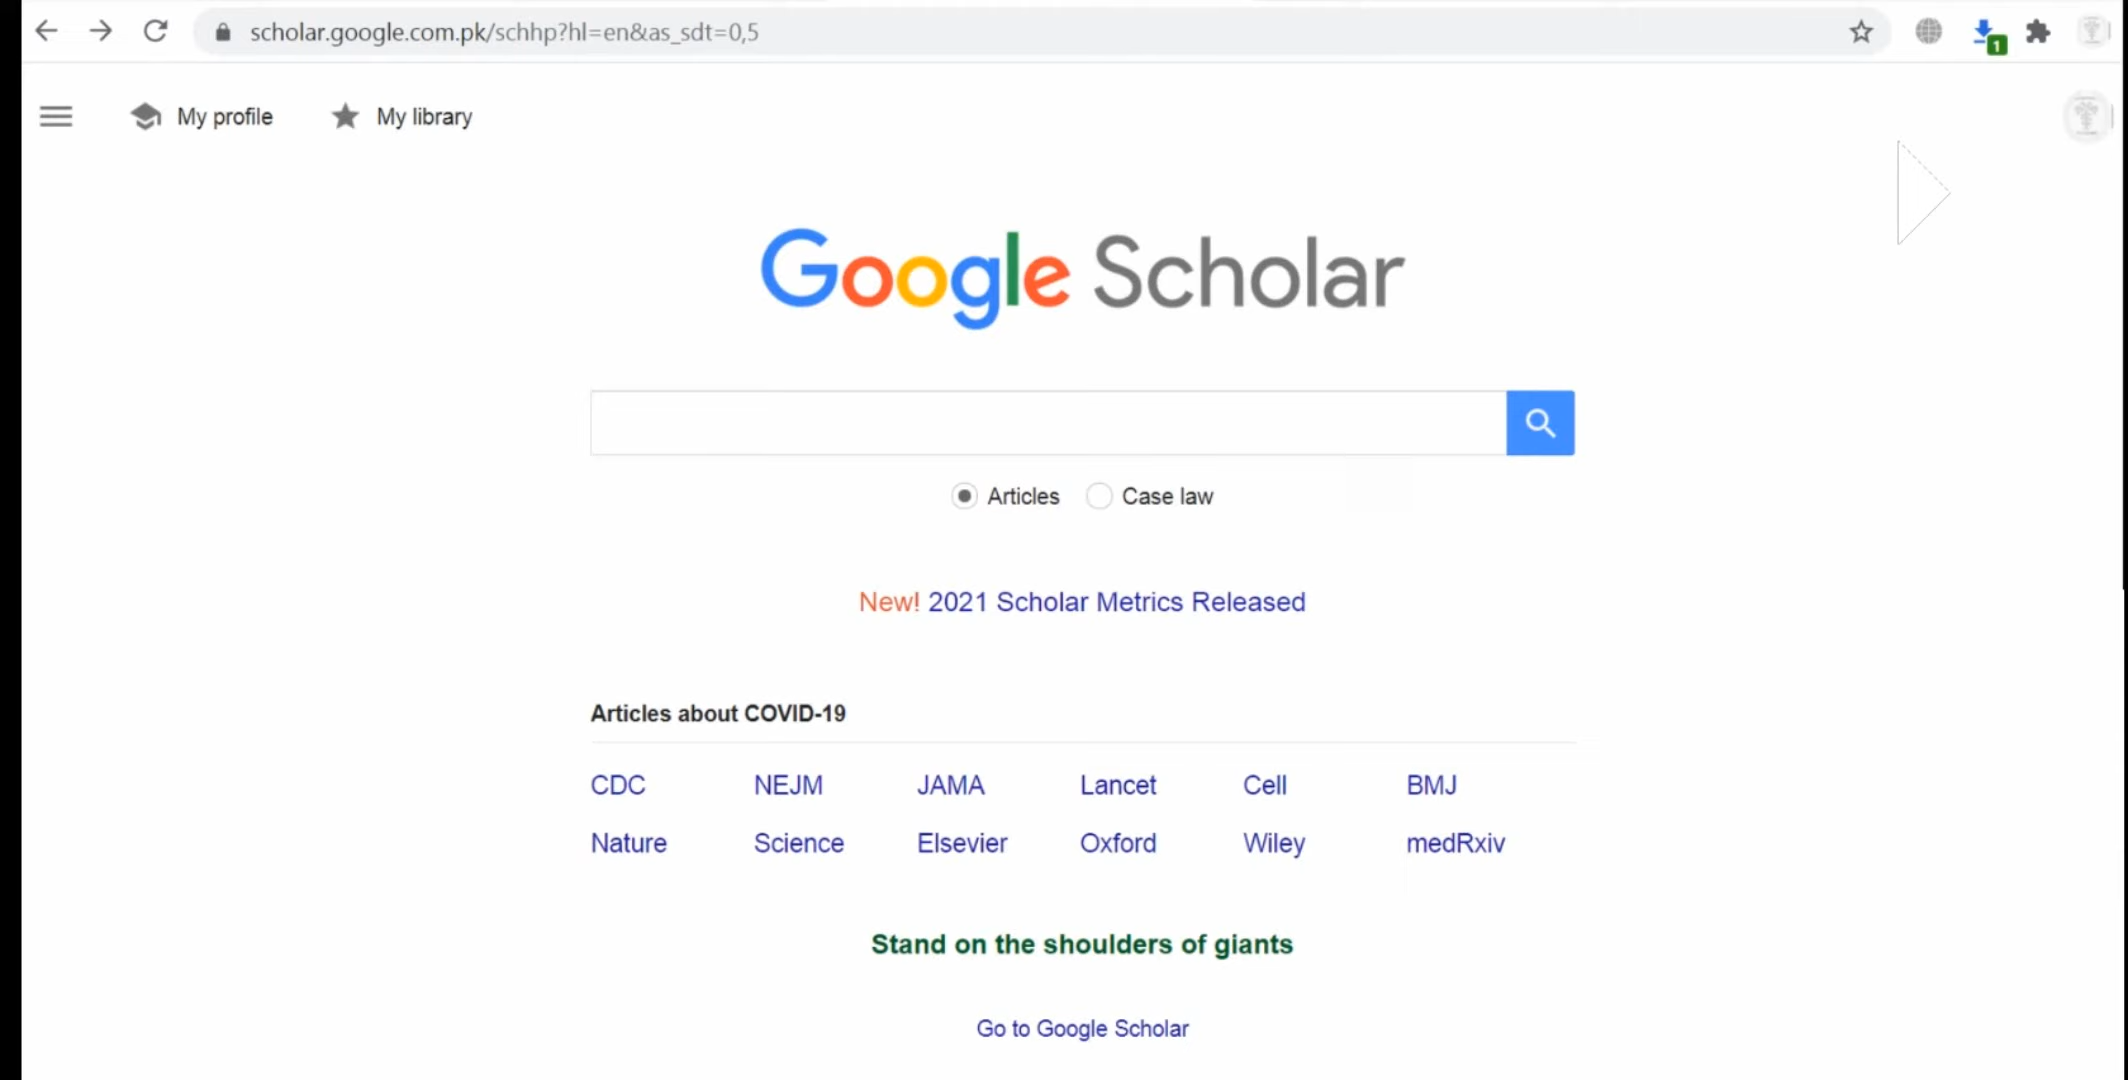 scholar.google.com.pk/schhp?hl=en&as_sdt=0,5
1
My profile My library
Google Scholar
Articles Case law
New! 2021 Scholar Metrics Released
Articles about COVID-19
CDC NEJM JAMA Lancet Cell BMJ
Nature Science Elsevier Oxford Wiley medRxiv
Stand on the shoulders of giants
Go to Google Scholar